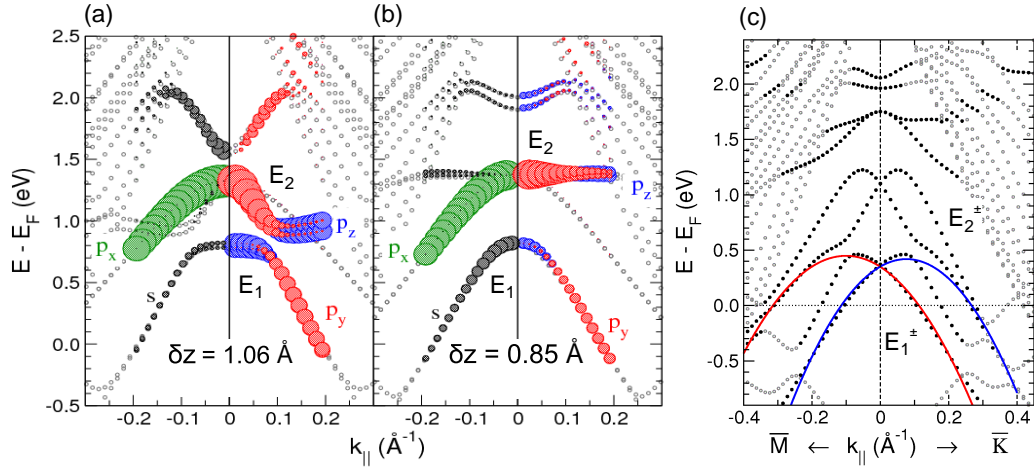 (a)
(b)
(c)
E - E_F (eV)
2.5
2.0
1.5
1.0
0.5
0.0
-0.5
E_2
p_x
p_z
s
E_1
p_y
δz = 1.06 Å
-0.2
-0.1
0
0.1
0.2
E_2
p_z
p_x
s
E_1
p_y
δz = 0.85 Å
-0.2
-0.1
0
0.1
0.2
k_|| (Å^-1)
E - E_F (eV)
2.0
1.5
1.0
0.5
0.0
-0.5
E_2^±
E_1^±
-0.4
-0.2
0
0.2
0.4
M̅ ← k_|| (Å^-1) → K̅